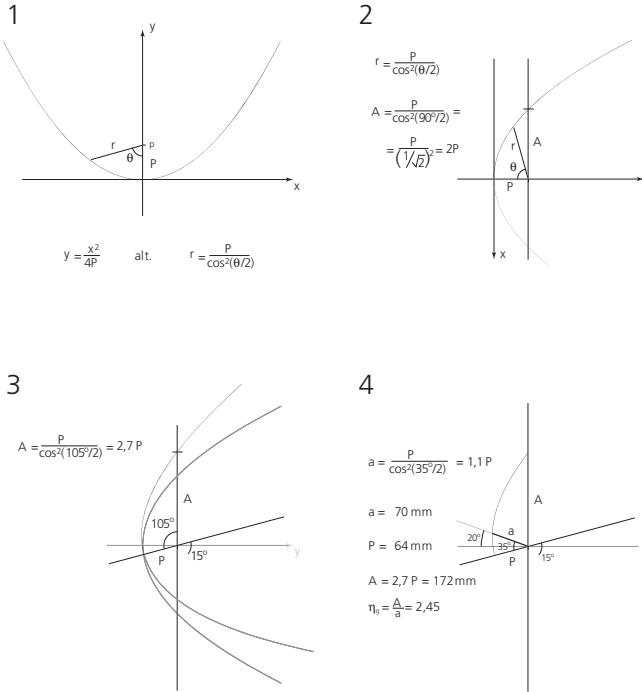 1
y
p
r
θ
P
x
y = x²/4P alt. r = P/cos²(θ/2)
2
r = P/cos²(θ/2)
A = P/cos²(90°/2) =
= P/(1/√2)² = 2P
A
r
θ
P
x
3
A = P/cos²(105°/2) = 2,7 P
A
105°
P
15°
y
4
a = P/cos²(35°/2) = 1,1 P
A
a = 70 mm
a
20°
35°
P = 64 mm
P
15°
A = 2,7 P = 172 mm
η₉ = A/a = 2,45